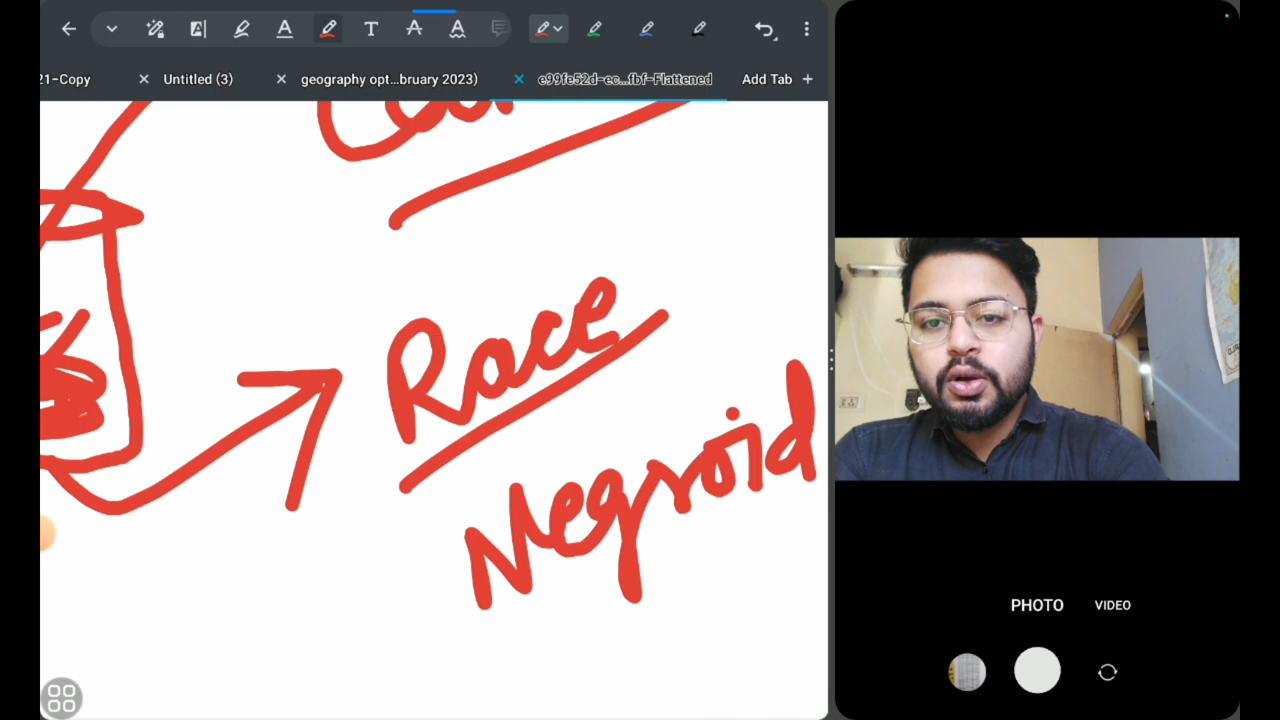 21-Copy Untitled (3) geography opt...bruary 2023) e99fe52d-ec...fbf-Flattened Add Tab
Race
Negroid
PHOTO VIDEO